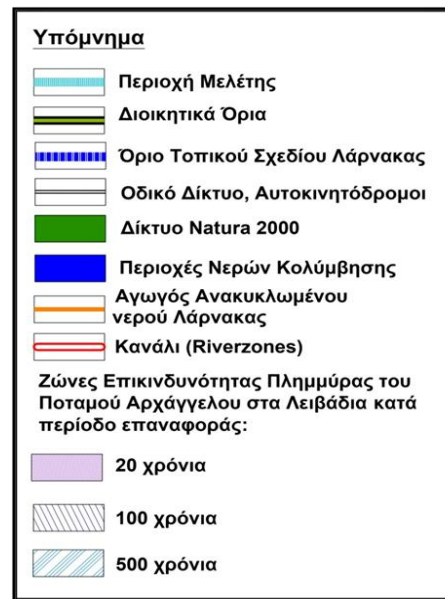 Υπόμνημα
Περιοχή Μελέτης
Διοικητικά Όρια
Όριο Τοπικού Σχεδίου Λάρνακας
Οδικό Δίκτυο, Αυτοκινητόδρομοι
Δίκτυο Natura 2000
Περιοχές Νερών Κολύμβησης
Αγωγός Ανακυκλωμένου
νερού Λάρνακας
Κανάλι (Riverzones)
Ζώνες Επικινδυνότητας Πλημμύρας του
Ποταμού Αρχάγγελου στα Λειβάδια κατά
περίοδο επαναφοράς:
20 χρόνια
100 χρόνια
500 χρόνια